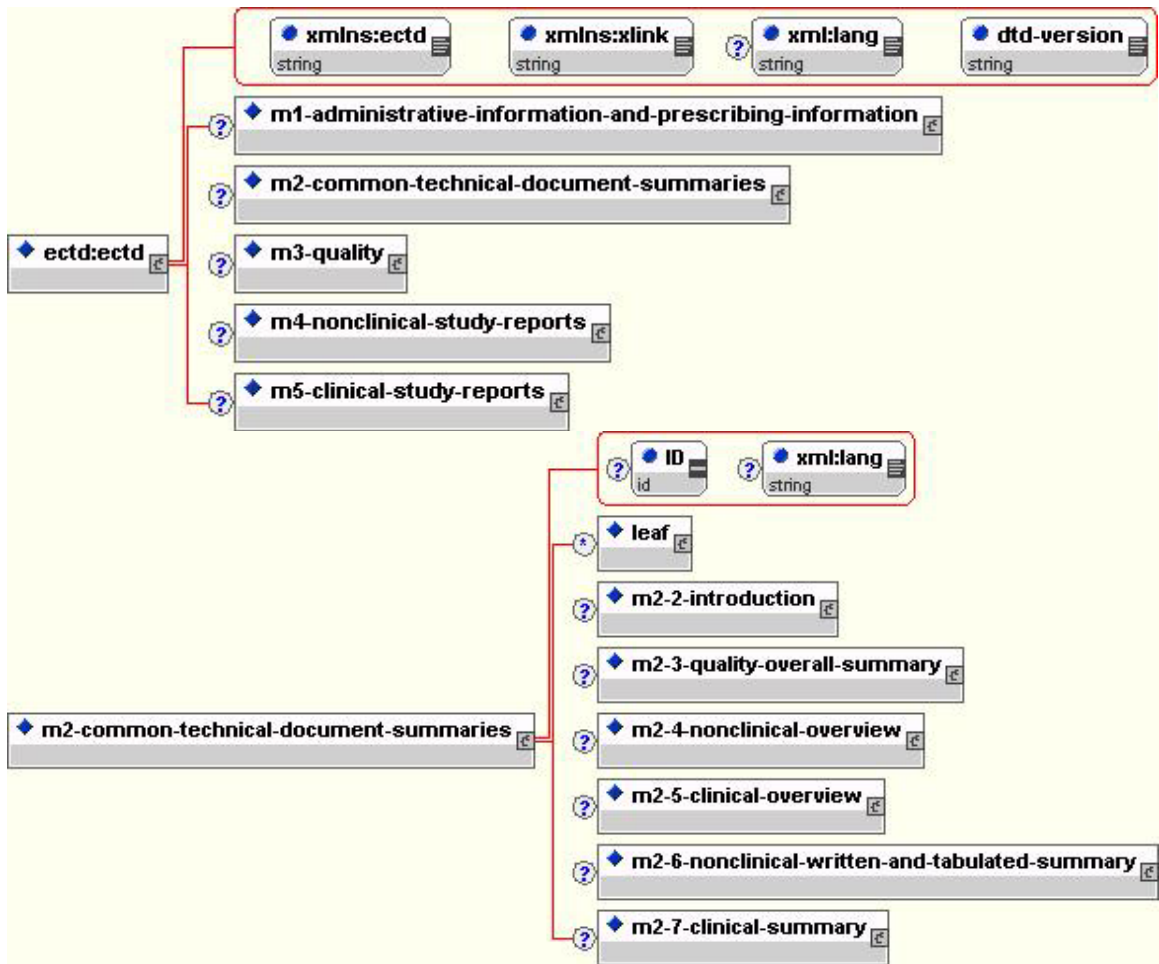 xmlns:ectd xmlns:xlink ? xml:lang dtd-version
string string string string
? m1-administrative-information-and-prescribing-information
? m2-common-technical-document-summaries
ectd:ectd
? m3-quality
? m4-nonclinical-study-reports
? m5-clinical-study-reports
? ID ? xml:lang
id string
* leaf
? m2-2-introduction
? m2-3-quality-overall-summary
m2-common-technical-document-summaries
? m2-4-nonclinical-overview
? m2-5-clinical-overview
? m2-6-nonclinical-written-and-tabulated-summary
? m2-7-clinical-summary